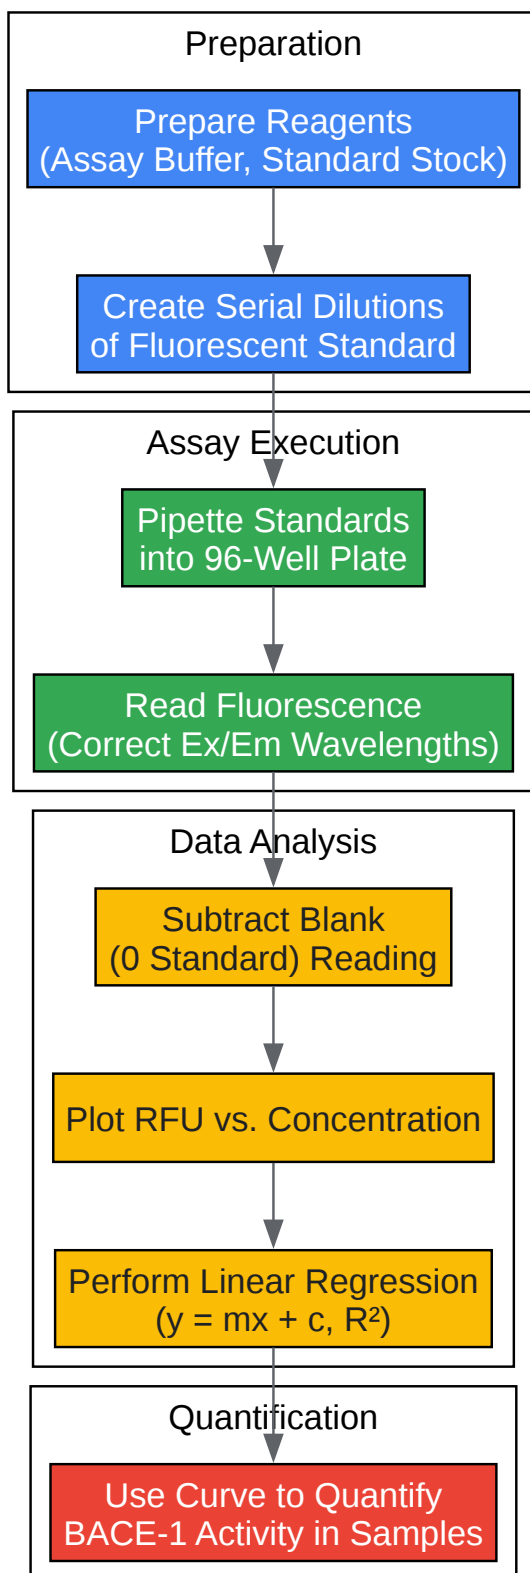 Preparation
Prepare Reagents
(Assay Buffer, Standard Stock)
Create Serial Dilutions
of Fluorescent Standard
Assay Execution
Pipette Standards
into 96-Well Plate
Read Fluorescence
(Correct Ex/Em Wavelengths)
Data Analysis
Subtract Blank
(0 Standard) Reading
Plot RFU vs. Concentration
Perform Linear Regression
(y = mx + c, R²)
Quantification
Use Curve to Quantify
BACE-1 Activity in Samples